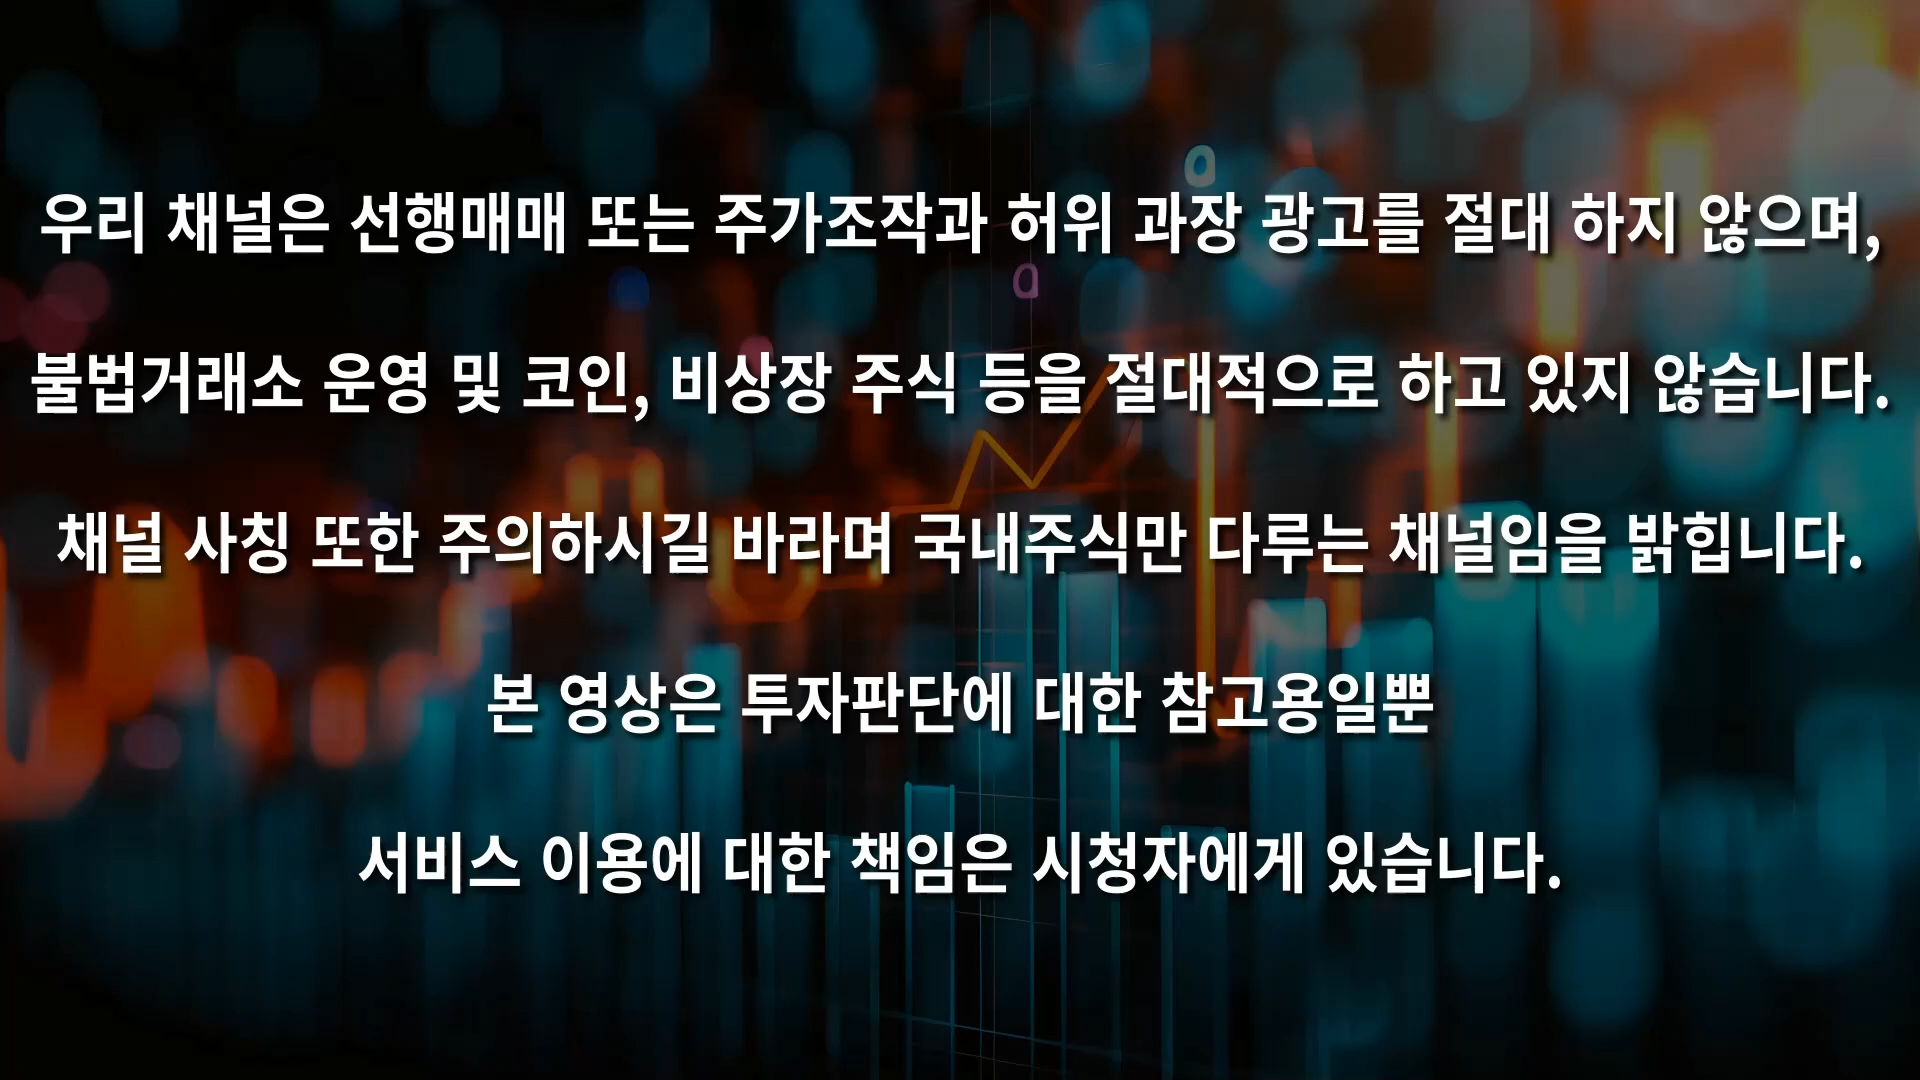 우리 채널은 선행매매 또는 주가조작과 허위 과장 광고를 절대 하지 않으며,
불법거래소 운영 및 코인, 비상장 주식 등을 절대적으로 하고 있지 않습니다.
채널 사칭 또한 주의하시길 바라며 국내주식만 다루는 채널임을 밝힙니다.
본 영상은 투자판단에 대한 참고용일뿐
서비스 이용에 대한 책임은 시청자에게 있습니다.